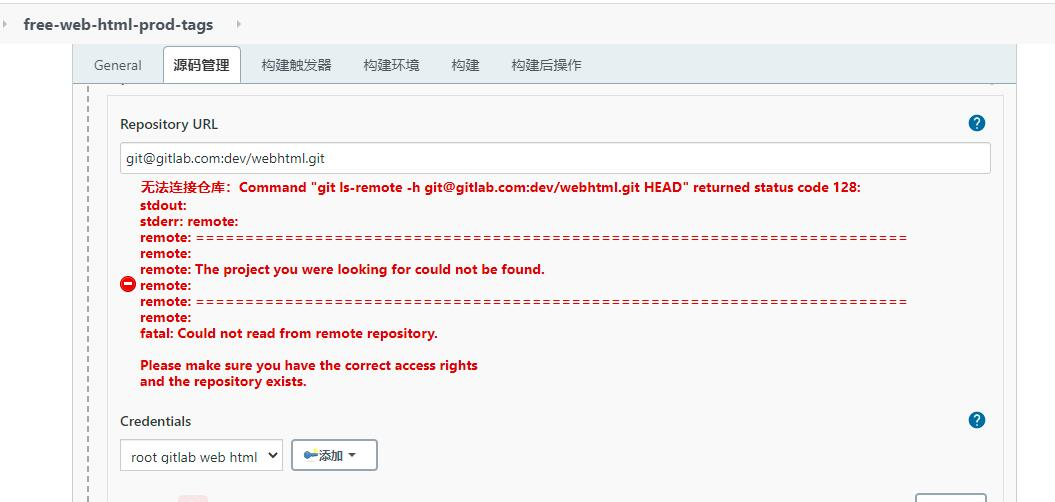 free-web-html-prod-tags
General 源码管理 构建触发器 构建环境 构建 构建后操作
Repository URL
git@gitlab.com:dev/webhtml.git
无法连接仓库：Command "git ls-remote -h git@gitlab.com:dev/webhtml.git HEAD" returned status code 128:
stdout:
stderr: remote:
remote: ========================================================================
remote:
remote: The project you were looking for could not be found.
remote:
remote: ========================================================================
remote:
fatal: Could not read from remote repository.
Please make sure you have the correct access rights
and the repository exists.
Credentials
root gitlab web html 添加